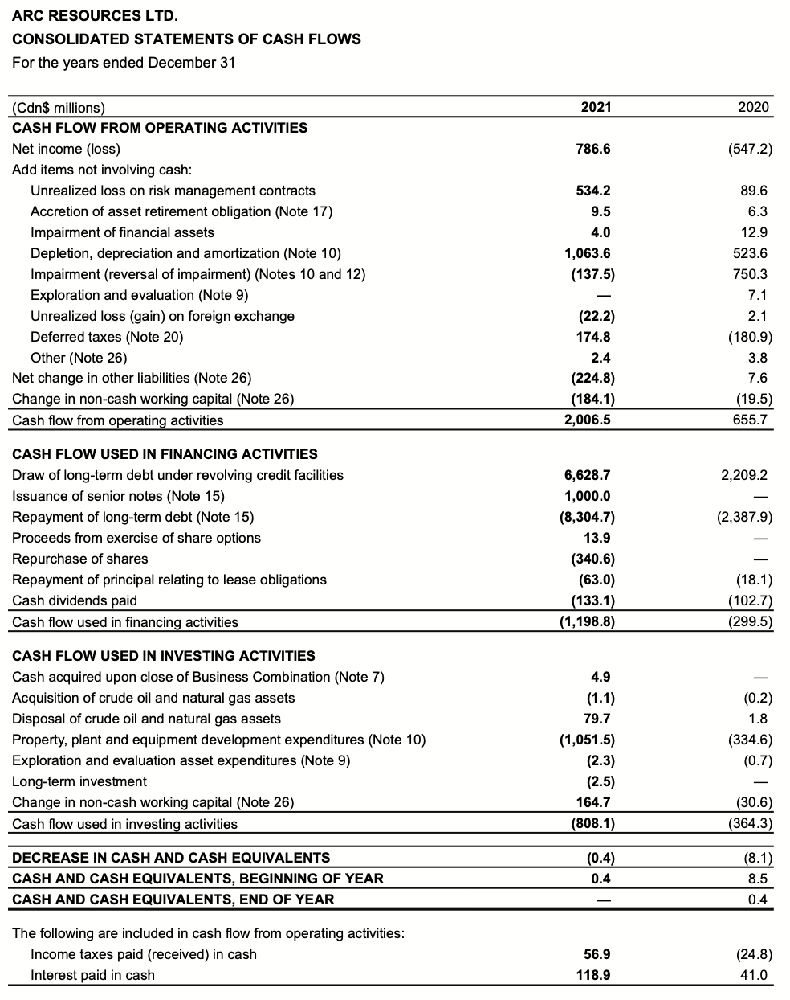 ARC RESOURCES LTD.
CONSOLIDATED STATEMENTS OF CASH FLOWS
For the years ended December 31
(Cdn$ millions) 2021 2020
CASH FLOW FROM OPERATING ACTIVITIES
Net income (loss) 786.6 (547.2)
Add items not involving cash:
Unrealized loss on risk management contracts 534.2 89.6
Accretion of asset retirement obligation (Note 17) 9.5 6.3
Impairment of financial assets 4.0 12.9
Depletion, depreciation and amortization (Note 10) 1,063.6 523.6
Impairment (reversal of impairment) (Notes 10 and 12) (137.5) 750.3
Exploration and evaluation (Note 9) — 7.1
Unrealized loss (gain) on foreign exchange (22.2) 2.1
Deferred taxes (Note 20) 174.8 (180.9)
Other (Note 26) 2.4 3.8
Net change in other liabilities (Note 26) (224.8) 7.6
Change in non-cash working capital (Note 26) (184.1) (19.5)
Cash flow from operating activities 2,006.5 655.7
CASH FLOW USED IN FINANCING ACTIVITIES
Draw of long-term debt under revolving credit facilities 6,628.7 2,209.2
Issuance of senior notes (Note 15) 1,000.0 —
Repayment of long-term debt (Note 15) (8,304.7) (2,387.9)
Proceeds from exercise of share options 13.9 —
Repurchase of shares (340.6) —
Repayment of principal relating to lease obligations (63.0) (18.1)
Cash dividends paid (133.1) (102.7)
Cash flow used in financing activities (1,198.8) (299.5)
CASH FLOW USED IN INVESTING ACTIVITIES
Cash acquired upon close of Business Combination (Note 7) 4.9 —
Acquisition of crude oil and natural gas assets (1.1) (0.2)
Disposal of crude oil and natural gas assets 79.7 1.8
Property, plant and equipment development expenditures (Note 10) (1,051.5) (334.6)
Exploration and evaluation asset expenditures (Note 9) (2.3) (0.7)
Long-term investment (2.5) —
Change in non-cash working capital (Note 26) 164.7 (30.6)
Cash flow used in investing activities (808.1) (364.3)
DECREASE IN CASH AND CASH EQUIVALENTS (0.4) (8.1)
CASH AND CASH EQUIVALENTS, BEGINNING OF YEAR 0.4 8.5
CASH AND CASH EQUIVALENTS, END OF YEAR — 0.4
The following are included in cash flow from operating activities:
Income taxes paid (received) in cash 56.9 (24.8)
Interest paid in cash 118.9 41.0